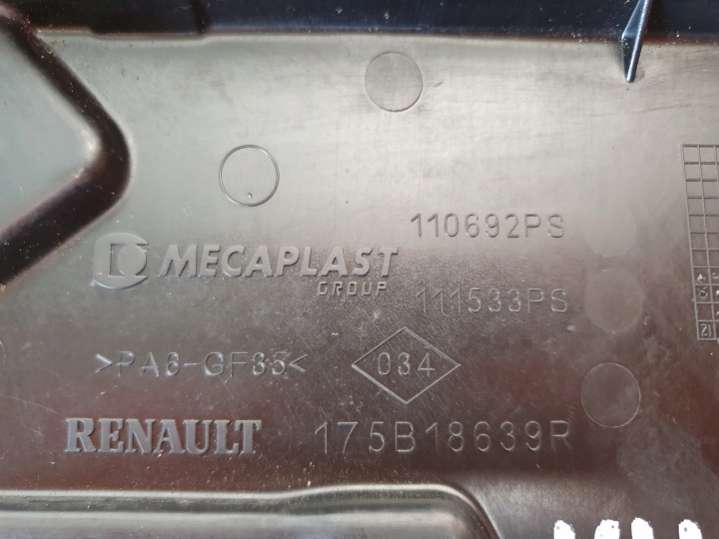 110692PS
MECAPLAST
GROUP
111533PS
>PA6-GF35<
034
RENAULT 175B18639R